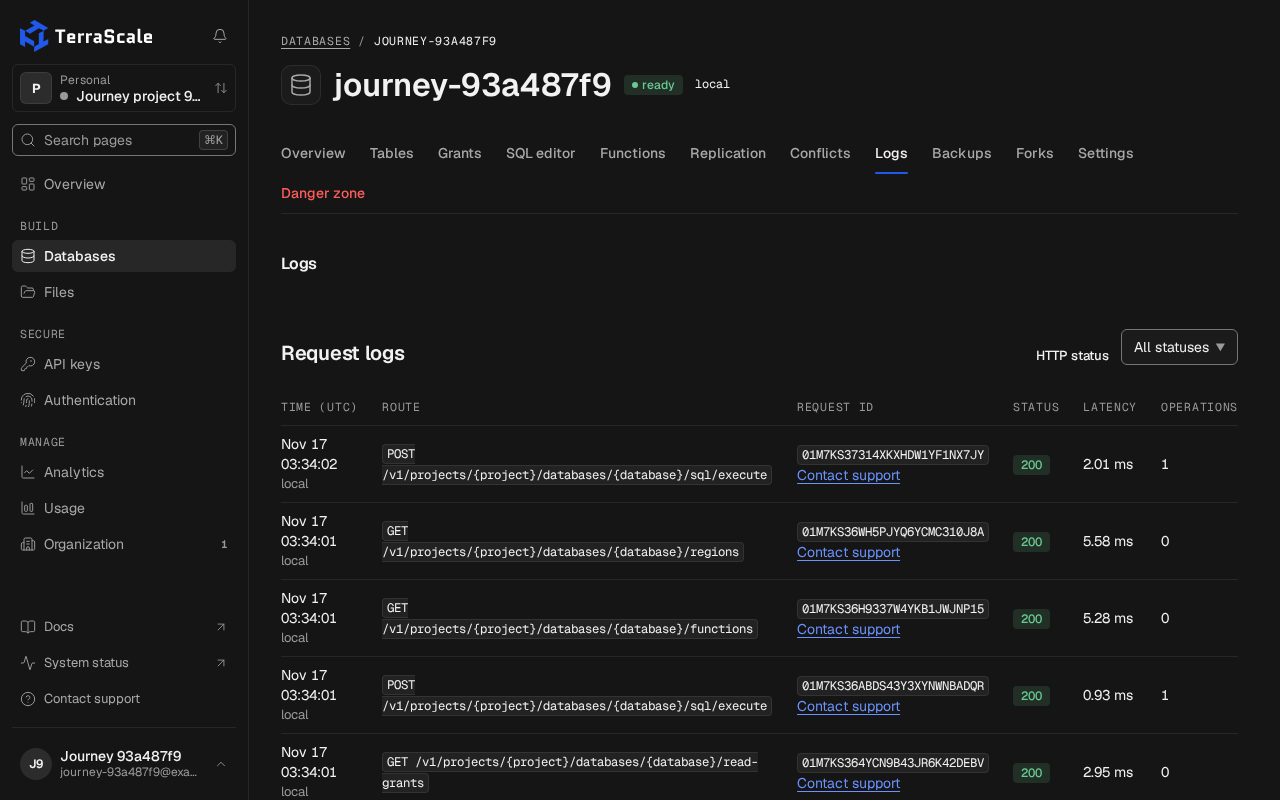 TerraScale
P
Personal
Journey project 9…
Search pages
⌘K
Overview
BUILD
Databases
Files
SECURE
API keys
Authentication
MANAGE
Analytics
Usage
Organization
1
Docs
System status
Contact support
J9
Journey 93a487f9
journey-93a487f9@exa…
DATABASES / JOURNEY-93A487F9
journey-93a487f9
ready
local
Overview Tables Grants SQL editor Functions Replication Conflicts Logs Backups Forks Settings
Danger zone
Logs
Request logs
HTTP status
All statuses
TIME (UTC) ROUTE REQUEST ID STATUS LATENCY OPERATIONS
Nov 17
03:34:02
local
POST
/v1/projects/{project}/databases/{database}/sql/execute
01M7KS37314XKXHDW1YF1NX7JY
Contact support
200
2.01 ms
1
Nov 17
03:34:01
local
GET
/v1/projects/{project}/databases/{database}/regions
01M7KS36WH5PJYQ6YCMC310J8A
Contact support
200
5.58 ms
0
Nov 17
03:34:01
local
GET
/v1/projects/{project}/databases/{database}/functions
01M7KS36H9337W4YKB1JWJNP15
Contact support
200
5.28 ms
0
Nov 17
03:34:01
local
POST
/v1/projects/{project}/databases/{database}/sql/execute
01M7KS36ABDS43Y3XYNWNBADQR
Contact support
200
0.93 ms
1
Nov 17
03:34:01
local
GET /v1/projects/{project}/databases/{database}/read-
grants
01M7KS364YCN9B43JR6K42DEBV
Contact support
200
2.95 ms
0